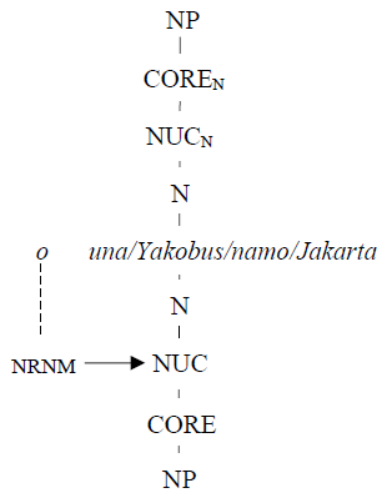 NP
CORE_N
NUC_N
N
o una/Yakobus/namo/Jakarta
N
NRNM NUC
CORE
NP